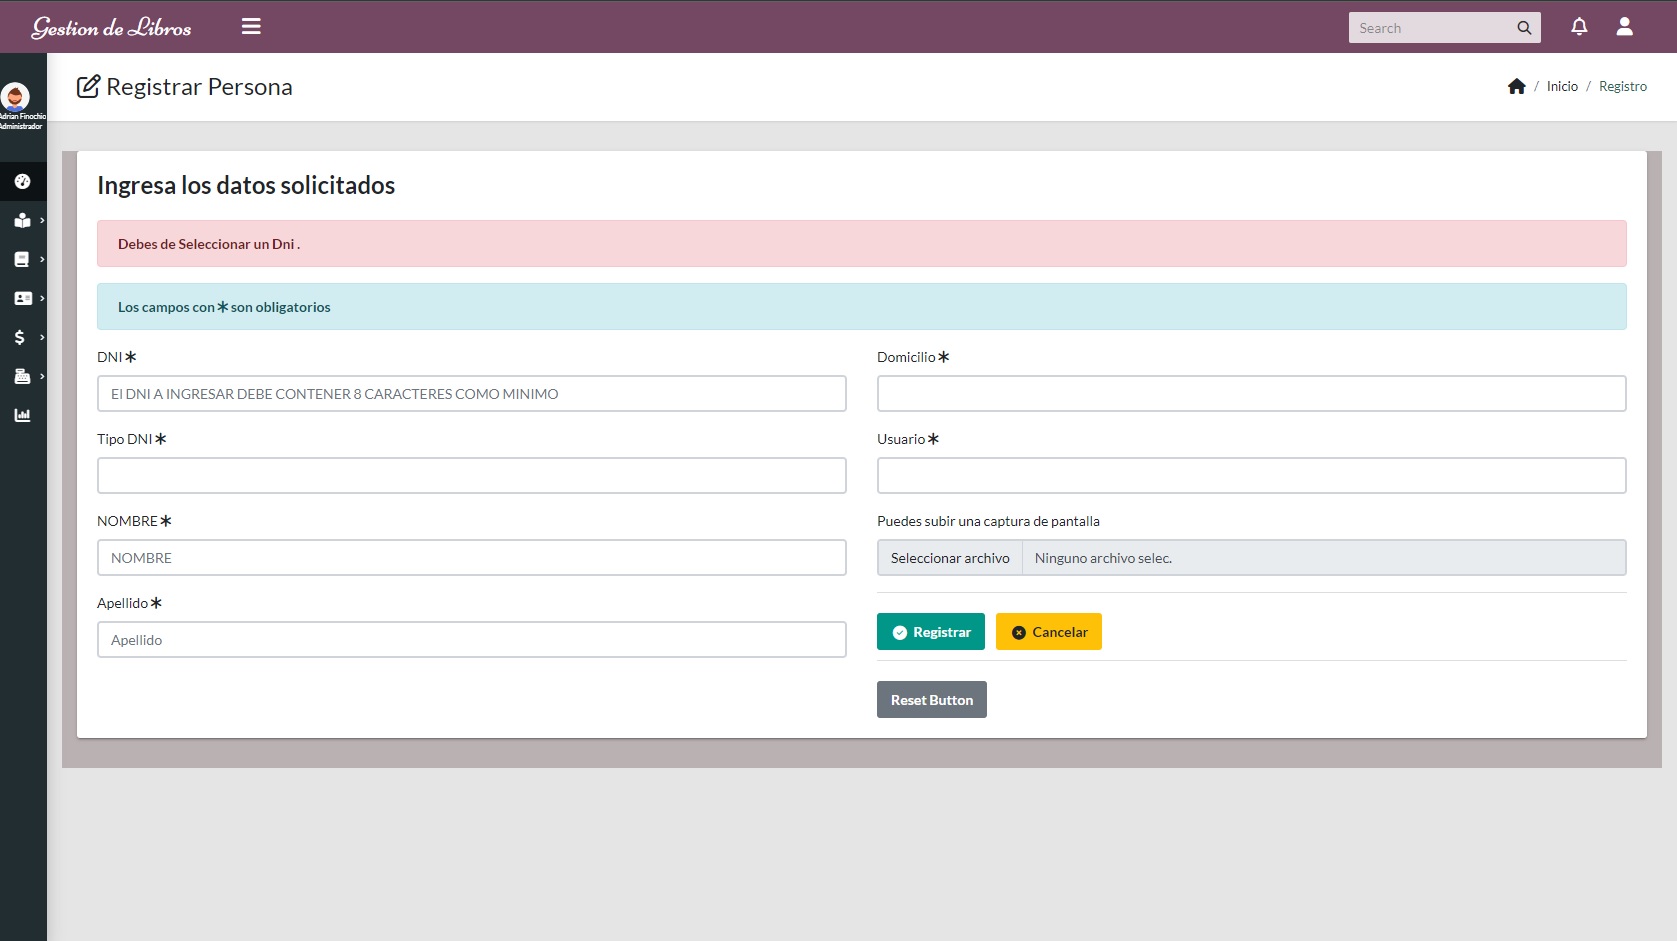 Gestion de Libros
Search
Adrian Finochio
Administrador
Registrar Persona
/ Inicio / Registro
Ingresa los datos solicitados
Debes de Seleccionar un Dni .
Los campos con * son obligatorios
DNI *
El DNI A INGRESAR DEBE CONTENER 8 CARACTERES COMO MINIMO
Tipo DNI *
NOMBRE *
NOMBRE
Apellido *
Apellido
Domicilio *
Usuario *
Puedes subir una captura de pantalla
Seleccionar archivo Ninguno archivo selec.
Registrar Cancelar
Reset Button